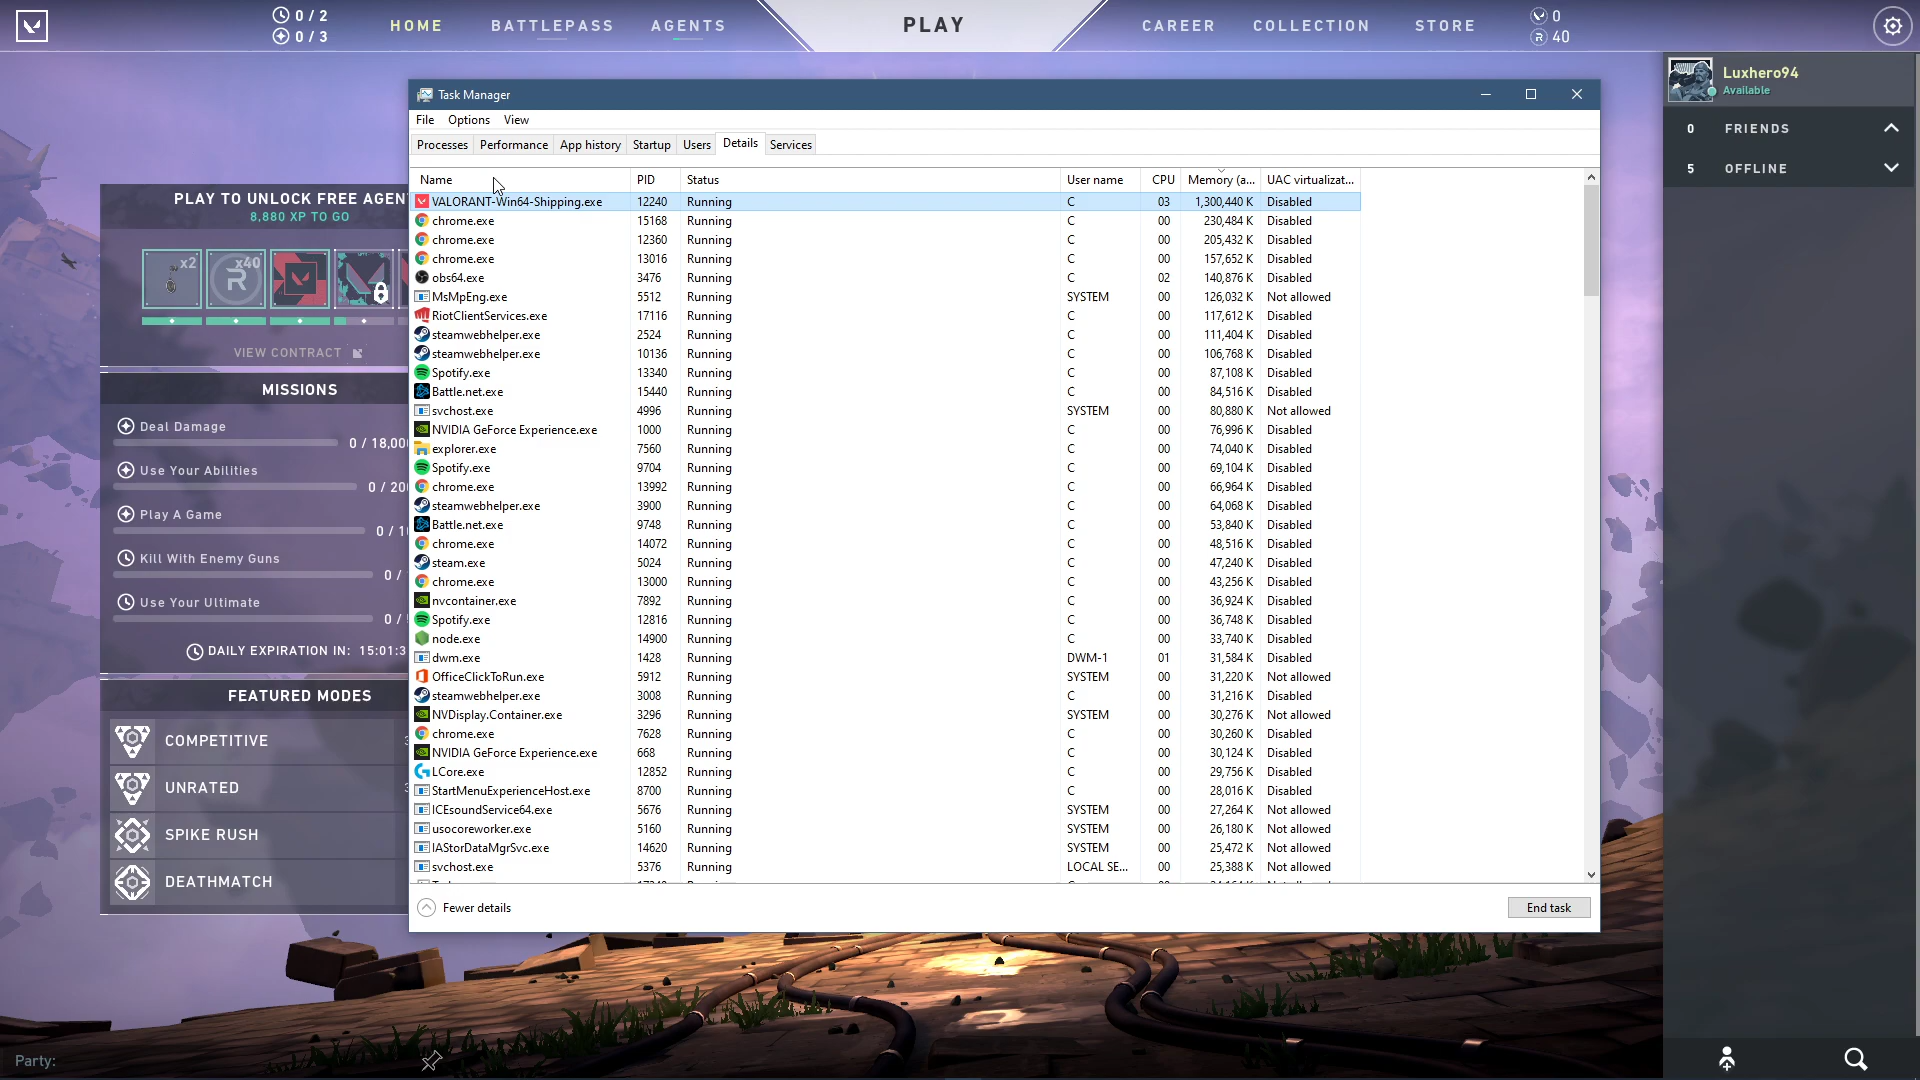 0 / 2
0 / 3
HOME
BATTLEPASS
AGENTS
PLAY
CAREER
COLLECTION
STORE
0
R 40
Luxhero94
Available
0 FRIENDS
5 OFFLINE
PLAY TO UNLOCK FREE AGEN
8,880 XP TO GO
x2
x40
R
VIEW CONTRACT
MISSIONS
Deal Damage
0 / 18,00
Use Your Abilities
0 / 20
Play A Game
0 / 1
Kill With Enemy Guns
0 /
Use Your Ultimate
0 /
DAILY EXPIRATION IN: 15:01:3
FEATURED MODES
COMPETITIVE
UNRATED
SPIKE RUSH
DEATHMATCH
Party:
Task Manager
File Options View
Processes Performance App history Startup Users Details Services
Name PID Status User name CPU Memory (a... UAC virtualizat...
VALORANT-Win64-Shipping.exe 12240 Running C 03 1,300,440 K Disabled
chrome.exe 15168 Running C 00 230,484 K Disabled
chrome.exe 12360 Running C 00 205,432 K Disabled
chrome.exe 13016 Running C 00 157,652 K Disabled
obs64.exe 3476 Running C 02 140,876 K Disabled
MsMpEng.exe 5512 Running SYSTEM 00 126,032 K Not allowed
RiotClientServices.exe 17116 Running C 00 117,612 K Disabled
steamwebhelper.exe 2524 Running C 00 111,404 K Disabled
steamwebhelper.exe 10136 Running C 00 106,768 K Disabled
Spotify.exe 13340 Running C 00 87,108 K Disabled
Battle.net.exe 15440 Running C 00 84,516 K Disabled
svchost.exe 4996 Running SYSTEM 00 80,880 K Not allowed
NVIDIA GeForce Experience.exe 1000 Running C 00 76,996 K Disabled
explorer.exe 7560 Running C 00 74,040 K Disabled
Spotify.exe 9704 Running C 00 69,104 K Disabled
chrome.exe 13992 Running C 00 66,964 K Disabled
steamwebhelper.exe 3900 Running C 00 64,068 K Disabled
Battle.net.exe 9748 Running C 00 53,840 K Disabled
chrome.exe 14072 Running C 00 48,516 K Disabled
steam.exe 5024 Running C 00 47,240 K Disabled
chrome.exe 13000 Running C 00 43,256 K Disabled
nvcontainer.exe 7892 Running C 00 36,924 K Disabled
Spotify.exe 12816 Running C 00 36,748 K Disabled
node.exe 14900 Running C 00 33,740 K Disabled
dwm.exe 1428 Running DWM-1 01 31,584 K Disabled
OfficeClickToRun.exe 5912 Running SYSTEM 00 31,220 K Not allowed
steamwebhelper.exe 3008 Running C 00 31,216 K Disabled
NVDisplay.Container.exe 3296 Running SYSTEM 00 30,276 K Not allowed
chrome.exe 7628 Running C 00 30,260 K Disabled
NVIDIA GeForce Experience.exe 668 Running C 00 30,124 K Disabled
LCore.exe 12852 Running C 00 29,756 K Disabled
StartMenuExperienceHost.exe 8700 Running C 00 28,016 K Disabled
ICEsoundService64.exe 5676 Running SYSTEM 00 27,264 K Not allowed
usocoreworker.exe 5160 Running SYSTEM 00 26,180 K Not allowed
IAStorDataMgrSvc.exe 14620 Running SYSTEM 00 25,472 K Not allowed
svchost.exe 5376 Running LOCAL SE... 00 25,388 K Not allowed
Fewer details
End task